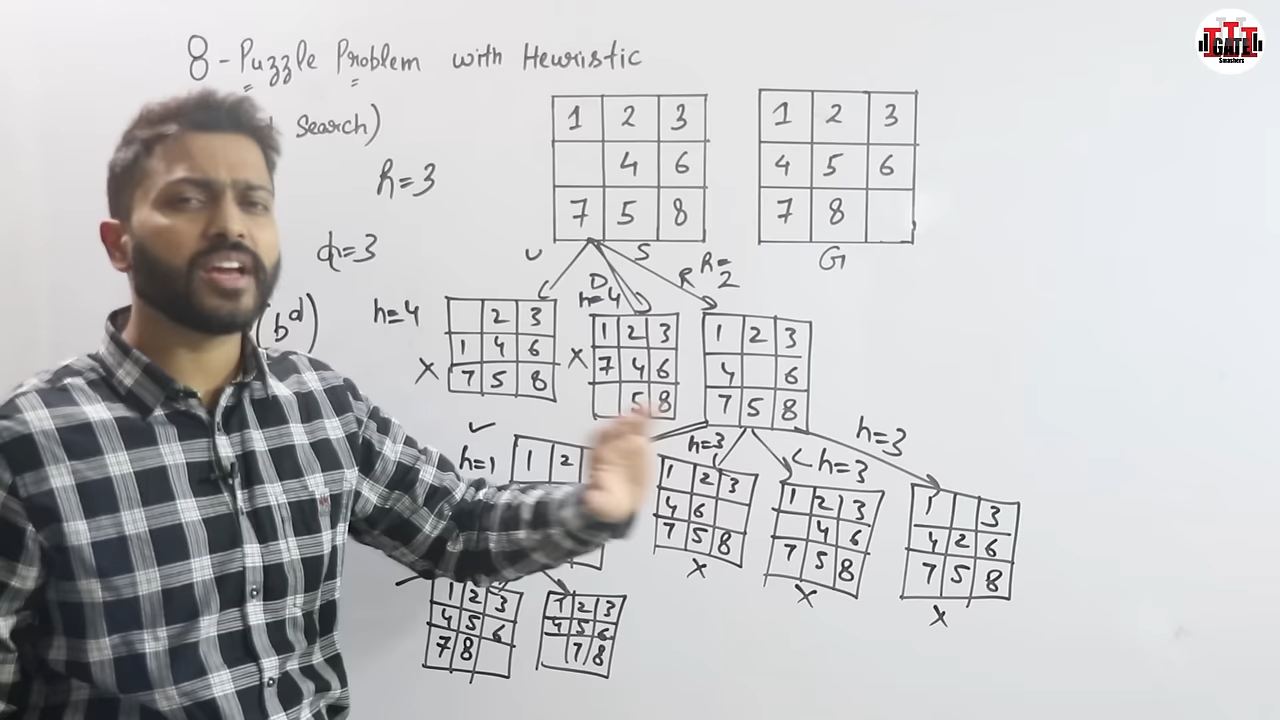 8-Puzzle Problem with Heuristic
Search)
h=3
1 2 3
4 6
7 5 8
S
1 2 3
4 5 6
7 8
G
h=3
(b^d)
U
D
R
h=2
h=4
2 3
1 4 6
7 5 8
X
h=4
1 2 3
7 4 6
5 8
X
1 2 3
4 6
7 5 8
h=1
1 2
h=3
1 2 3
4 6
7 5 8
X
h=3
1 2 3
4 6
7 5 8
X
h=3
1 3
4 2 6
7 5 8
X
1 2 3
4 5 6
7 8
1 2 3
4 5 6
7 8
GATE
Smashers